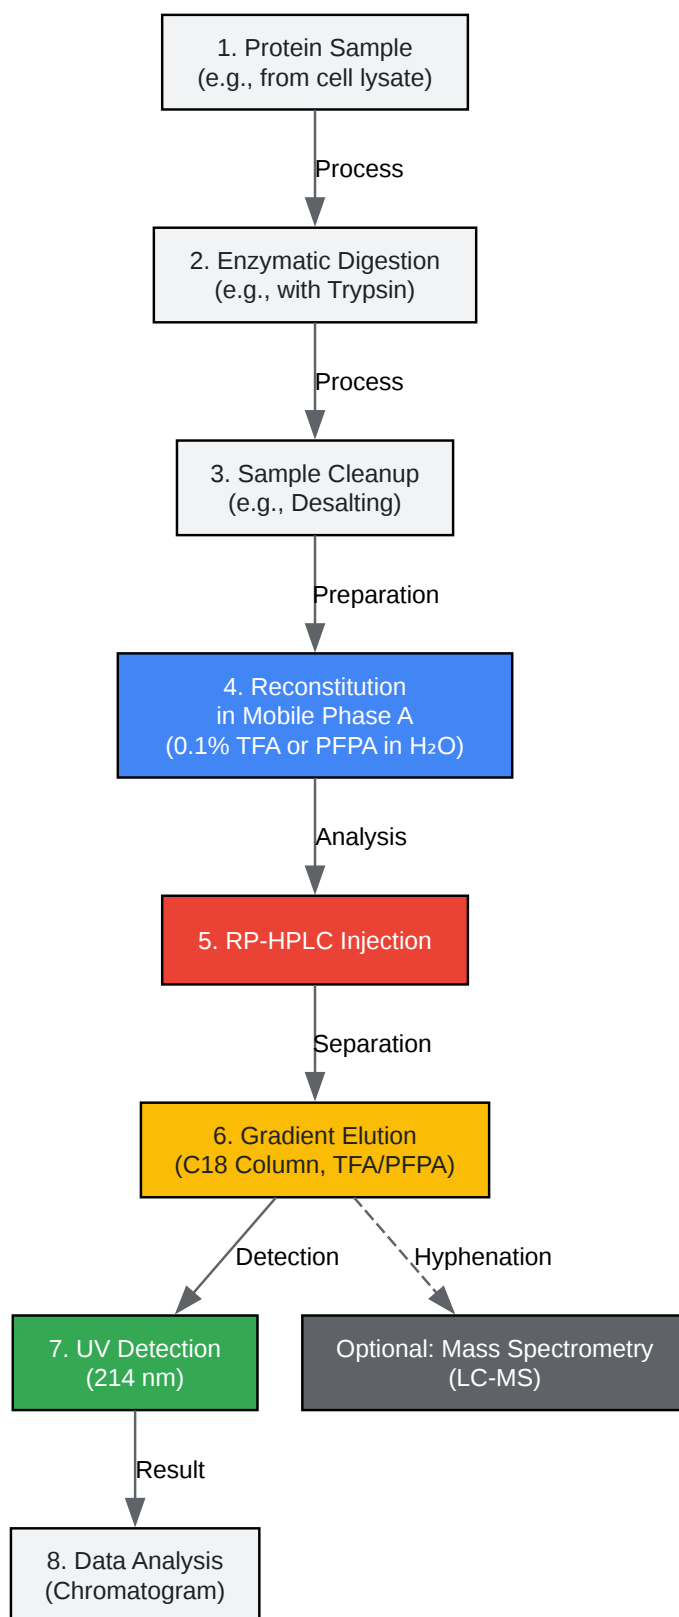 1. Protein Sample
(e.g., from cell lysate)
Process
2. Enzymatic Digestion
(e.g., with Trypsin)
Process
3. Sample Cleanup
(e.g., Desalting)
Preparation
4. Reconstitution
in Mobile Phase A
(0.1% TFA or PFPA in H₂O)
Analysis
5. RP-HPLC Injection
Separation
6. Gradient Elution
(C18 Column, TFA/PFPA)
Detection
Hyphenation
7. UV Detection
(214 nm)
Optional: Mass Spectrometry
(LC-MS)
Result
8. Data Analysis
(Chromatogram)